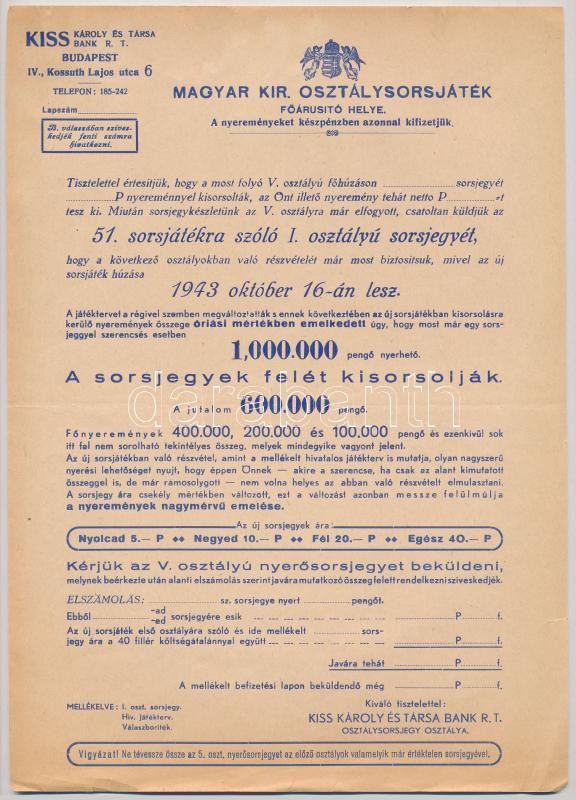 KISS KÁROLY ÉS TÁRSA
BANK R. T.
BUDAPEST
IV., Kossuth Lajos utca 6
TELEFON: 185-242
Lapszám
B. válaszában szíves-
kedjék fenti számra
hivatkozni.
MAGYAR KIR. OSZTÁLYSORSJÁTÉK
FŐÁRUSITÓ HELYE.
A nyereményeket készpénzben azonnal kifizetjük.
Tisztelettel értesitjük, hogy a most folyó V. osztályú főhúzáson sorsjegyét
P nyereménnyel kisorsolták, az Önt illető nyeremény tehát netto P -t
tesz ki. Miután sorsjegykészletünk az V. osztályra már elfogyott, csatoltan küldjük az
51. sorsjátékra szóló I. osztályú sorsjegyét,
hogy a következő osztályokban való részvételét már most biztositsuk, mivel az új
sorsjáték húzása
1943 október 16-án lesz.
A játéktervet a régivel szemben megváltoztatták s ennek következtében az új sorsjátékban kisorsolásra
kerülő nyeremények összege óriási mértékben emelkedett úgy, hogy most már egy sors-
jeggyel szerencsés esetben
1,000.000 pengő nyerhető.
A sorsjegyek felét kisorsolják.
A jutalom 600.000 pengő.
Főnyeremények 400.000, 200.000 és 100.000 pengő és ezenkivül sok
itt fal nem sorolható tekintélyes összeg, melyek mindegyike vagyont jelent.
Az új sorsjátékban való részvétel, amint a mellékelt hivatalos játékterv is mutatja, olyan nagyszerű
nyerési lehetőséget nyujt, hogy éppen Önnek — akire a szerencse, ha csak az alant kimutatott
összeggel is, de már rámosolygott — nem volna helyes az abban való részvételt elmulasztani.
A sorsjegy ára csekély mértékben változott, ezt a változást azonban messze felülmúlja
a nyeremények nagymérvű emelése.
Az új sorsjegyek ára:
Nyolcad 5.— P ◆◆ Negyed 10.— P ◆◆ Fél 20.— P ◆◆ Egész 40.— P
Kérjük az V. osztályú nyerősorsjegyet beküldeni,
melynek beérkezte után alanti elszámolás szerint javára mutatkozó összeg felett rendelkezni sziveskedjék.
ELSZÁMOLÁS: sz. sorsjegye nyert pengőt.
Ebből -ad
-ed sorsjegyére esik P f.
Az új sorsjáték első osztályára szóló és ide mellékelt sors-
jegy ára a 40 fillér költségátalánnyal együtt P f.
Javára tehát P f.
A mellékelt befizetési lapon beküldendő még P f.
MELLÉKELVE: I. oszt. sorsjegy.
Hiv. játékterv.
Válaszboriték.
Kiváló tisztelettel:
KISS KÁROLY ÉS TÁRSA BANK R. T.
OSZTÁLYSORSJEGY OSZTÁLYA.
Vigyázat! Ne tévessze össze az 5. oszt. nyerősorsjegyet az előző osztályok valamelyik már értéktelen sorsjegyével.
darabanth